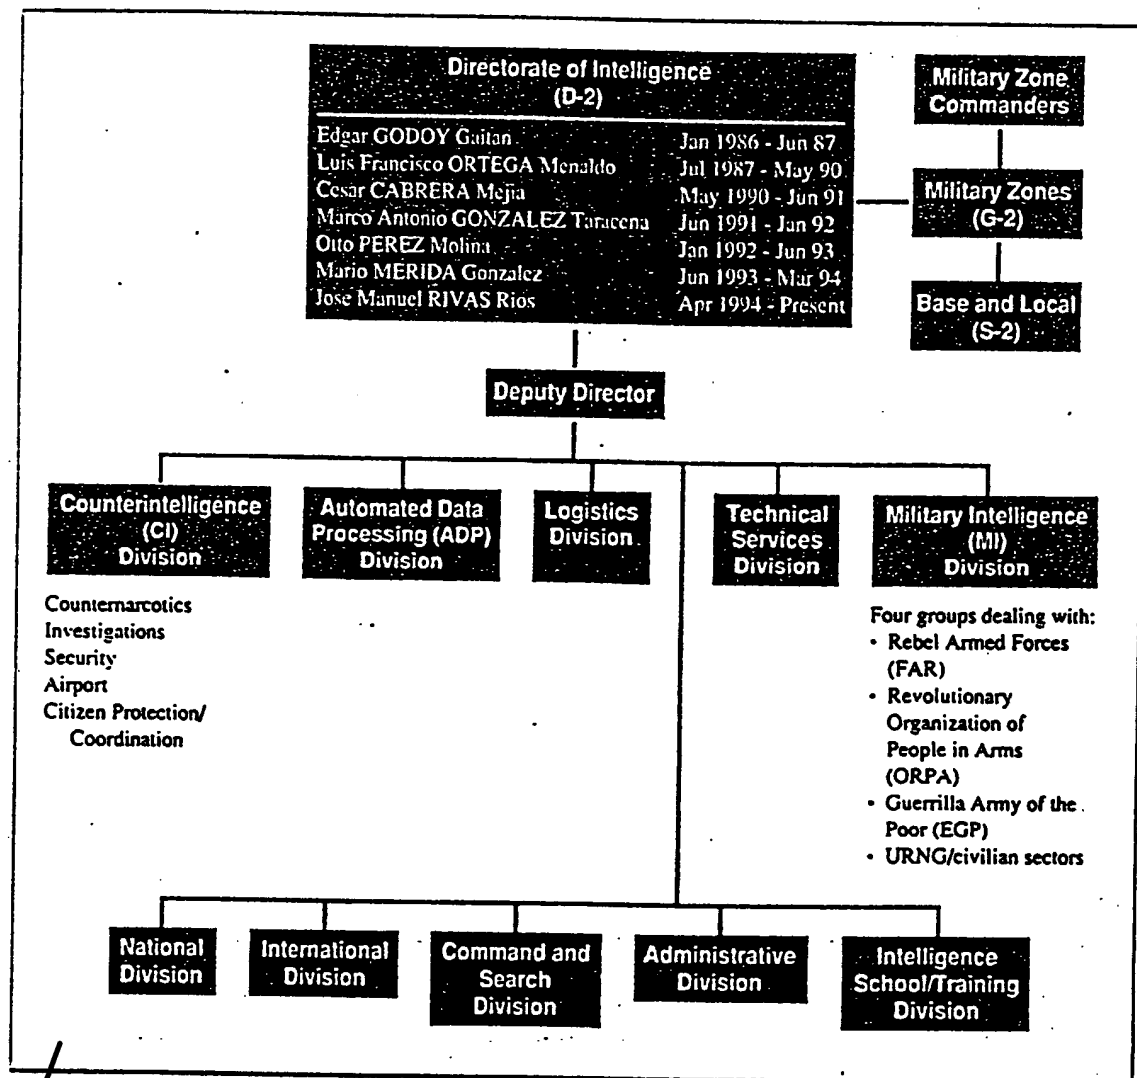 Directorate of Intelligence
(D-2)
Edgar GODOY Gaitan Jan 1986 - Jun 87
Luis Francisco ORTEGA Menaldo Jul 1987 - May 90
Cesar CABRERA Mejia May 1990 - Jun 91
Marco Antonio GONZALEZ Taracena Jun 1991 - Jan 92
Otto PEREZ Molina Jan 1992 - Jun 93
Mario MERIDA Gonzalez Jun 1993 - Mar 94
Jose Manuel RIVAS Rios Apr 1994 - Present
Military Zone
Commanders
Military Zones
(G-2)
Base and Local
(S-2)
Deputy Director
Counterintelligence
(CI)
Division
Automated Data
Processing (ADP)
Division
Logistics
Division
Technical
Services
Division
Military Intelligence
(MI)
Division
Counternarcotics
Investigations
Security
Airport
Citizen Protection/
Coordination
Four groups dealing with:
• Rebel Armed Forces
(FAR)
• Revolutionary
Organization of
People in Arms
(ORPA)
• Guerrilla Army of the
Poor (EGP)
• URNG/civilian sectors
National
Division
International
Division
Command and
Search
Division
Administrative
Division
Intelligence
School/Training
Division